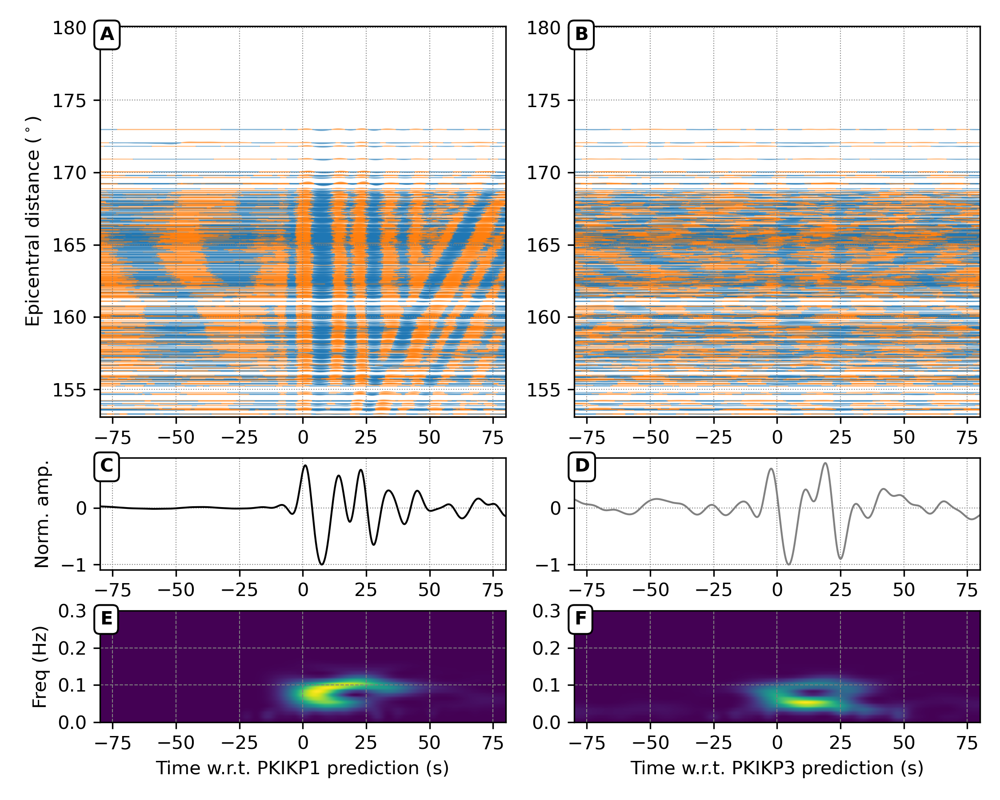 A
B
180
175
170
165
160
155
Epicentral distance (°)
−75 −50 −25 0 25 50 75
180
175
170
165
160
155
−75 −50 −25 0 25 50 75
C
D
Norm. amp.
0
−1
−75 −50 −25 0 25 50 75
0
−1
−75 −50 −25 0 25 50 75
E
F
Freq (Hz)
0.3
0.2
0.1
0.0
−75 −50 −25 0 25 50 75
Time w.r.t. PKIKP1 prediction (s)
0.3
0.2
0.1
0.0
−75 −50 −25 0 25 50 75
Time w.r.t. PKIKP3 prediction (s)